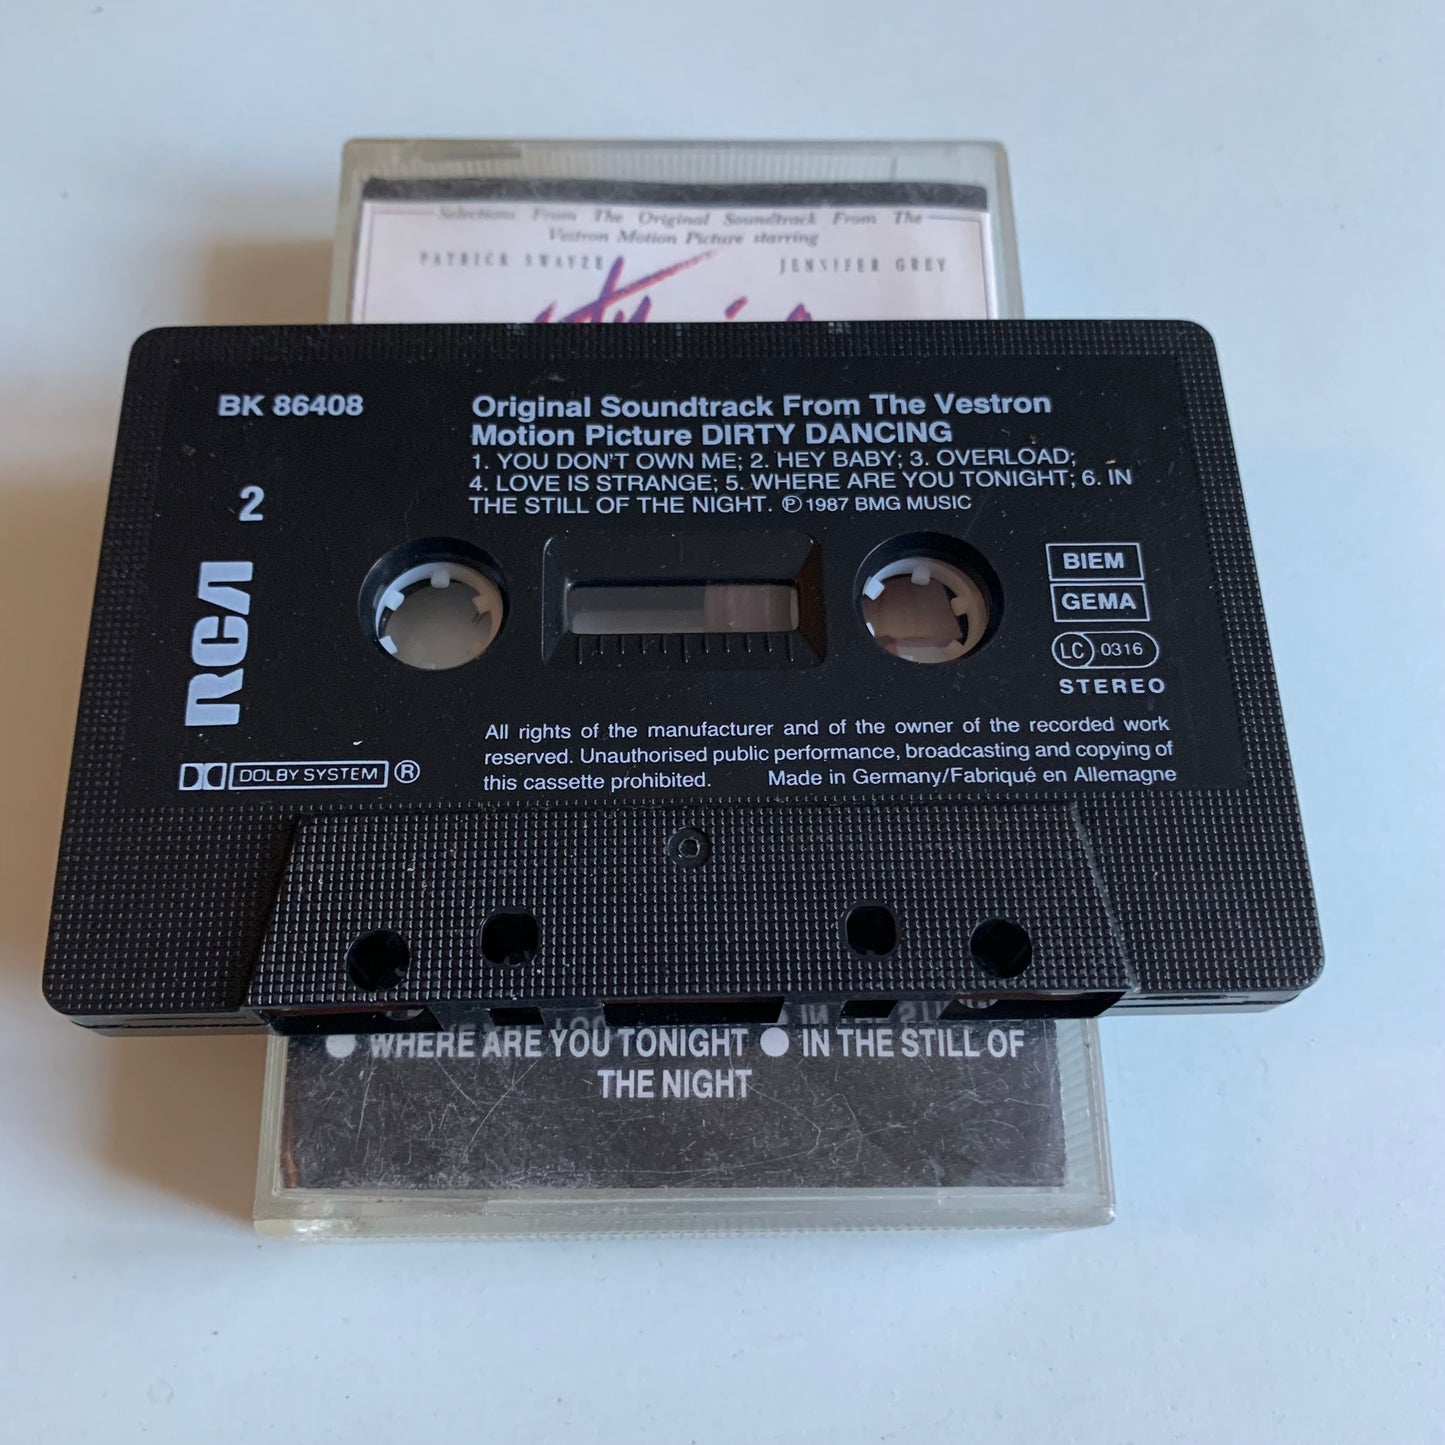 Selections From The Original Soundtrack From The
Vestron Motion Picture starring
PATRICK SWAYZE JENNIFER GREY
BK 86408
2
RCA
Original Soundtrack From The Vestron
Motion Picture DIRTY DANCING
1. YOU DON'T OWN ME; 2. HEY BABY; 3. OVERLOAD;
4. LOVE IS STRANGE; 5. WHERE ARE YOU TONIGHT; 6. IN
THE STILL OF THE NIGHT. ℗ 1987 BMG MUSIC
BIEM
GEMA
LC 0316
STEREO
All rights of the manufacturer and of the owner of the recorded work
reserved. Unauthorised public performance, broadcasting and copying of
this cassette prohibited. Made in Germany/Fabriqué en Allemagne
DOLBY SYSTEM ®
● WHERE ARE YOU TONIGHT ● IN THE STILL OF
THE NIGHT